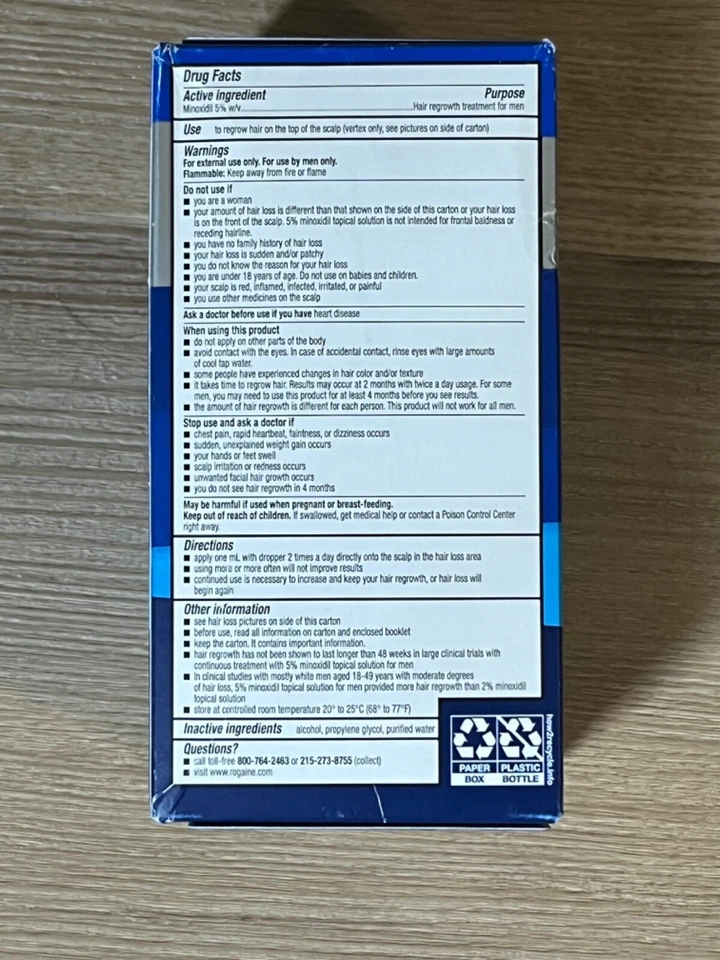 Drug Facts
Active ingredient Purpose
Minoxidil 5% w/v........................................................Hair regrowth treatment for men
Use to regrow hair on the top of the scalp (vertex only, see pictures on side of carton)
Warnings
For external use only. For use by men only.
Flammable: Keep away from fire or flame
Do not use if
■ you are a woman
■ your amount of hair loss is different than that shown on the side of this carton or your hair loss
is on the front of the scalp. 5% minoxidil topical solution is not intended for frontal baldness or
receding hairline.
■ you have no family history of hair loss
■ your hair loss is sudden and/or patchy
■ you do not know the reason for your hair loss
■ you are under 18 years of age. Do not use on babies and children.
■ your scalp is red, inflamed, infected, irritated, or painful
■ you use other medicines on the scalp
Ask a doctor before use if you have heart disease
When using this product
■ do not apply on other parts of the body
■ avoid contact with the eyes. In case of accidental contact, rinse eyes with large amounts
of cool tap water.
■ some people have experienced changes in hair color and/or texture
■ it takes time to regrow hair. Results may occur at 2 months with twice a day usage. For some
men, you may need to use this product for at least 4 months before you see results.
■ the amount of hair regrowth is different for each person. This product will not work for all men.
Stop use and ask a doctor if
■ chest pain, rapid heartbeat, faintness, or dizziness occurs
■ sudden, unexplained weight gain occurs
■ your hands or feet swell
■ scalp irritation or redness occurs
■ unwanted facial hair growth occurs
■ you do not see hair regrowth in 4 months
May be harmful if used when pregnant or breast-feeding.
Keep out of reach of children. If swallowed, get medical help or contact a Poison Control Center
right away.
Directions
■ apply one mL with dropper 2 times a day directly onto the scalp in the hair loss area
■ using more or more often will not improve results
■ continued use is necessary to increase and keep your hair regrowth, or hair loss will
begin again
Other information
■ see hair loss pictures on side of this carton
■ before use, read all information on carton and enclosed booklet
■ keep the carton. It contains important information.
■ hair regrowth has not been shown to last longer than 48 weeks in large clinical trials with
continuous treatment with 5% minoxidil topical solution for men
■ in clinical studies with mostly white men aged 18-49 years with moderate degrees
of hair loss, 5% minoxidil topical solution for men provided more hair regrowth than 2% minoxidil
topical solution
■ store at controlled room temperature 20° to 25°C (68° to 77°F)
Inactive ingredients alcohol, propylene glycol, purified water
Questions?
■ call toll-free 800-764-2463 or 215-273-8755 (collect)
■ visit www.rogaine.com
PAPER PLASTIC
BOX BOTTLE
how2recycle.info